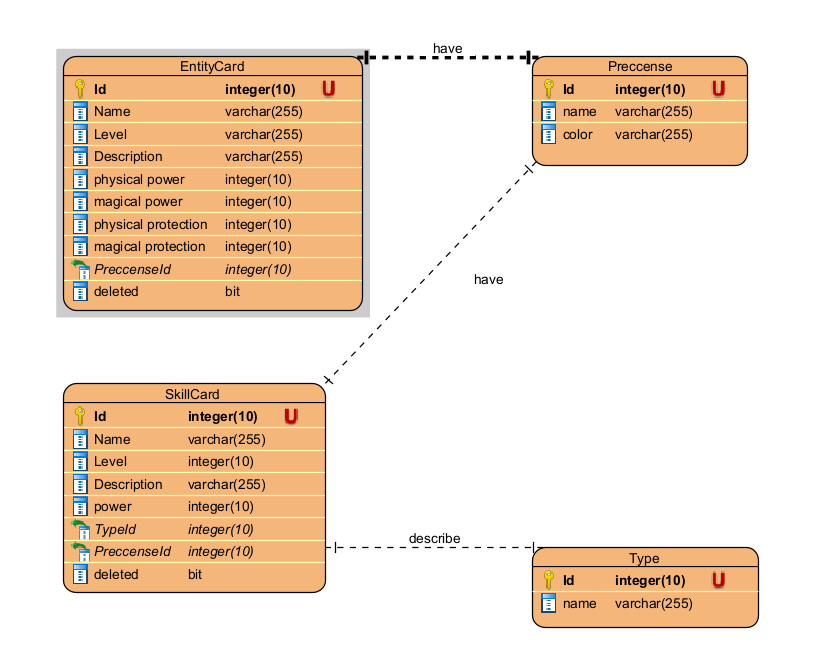 have
EntityCard
Id integer(10) U
Name varchar(255)
Level varchar(255)
Description varchar(255)
physical power integer(10)
magical power integer(10)
physical protection integer(10)
magical protection integer(10)
PreccenseId integer(10)
deleted bit
Preccense
Id integer(10) U
name varchar(255)
color varchar(255)
have
SkillCard
Id integer(10) U
Name varchar(255)
Level integer(10)
Description varchar(255)
power integer(10)
TypeId integer(10)
PreccenseId integer(10)
deleted bit
describe
Type
Id integer(10) U
name varchar(255)